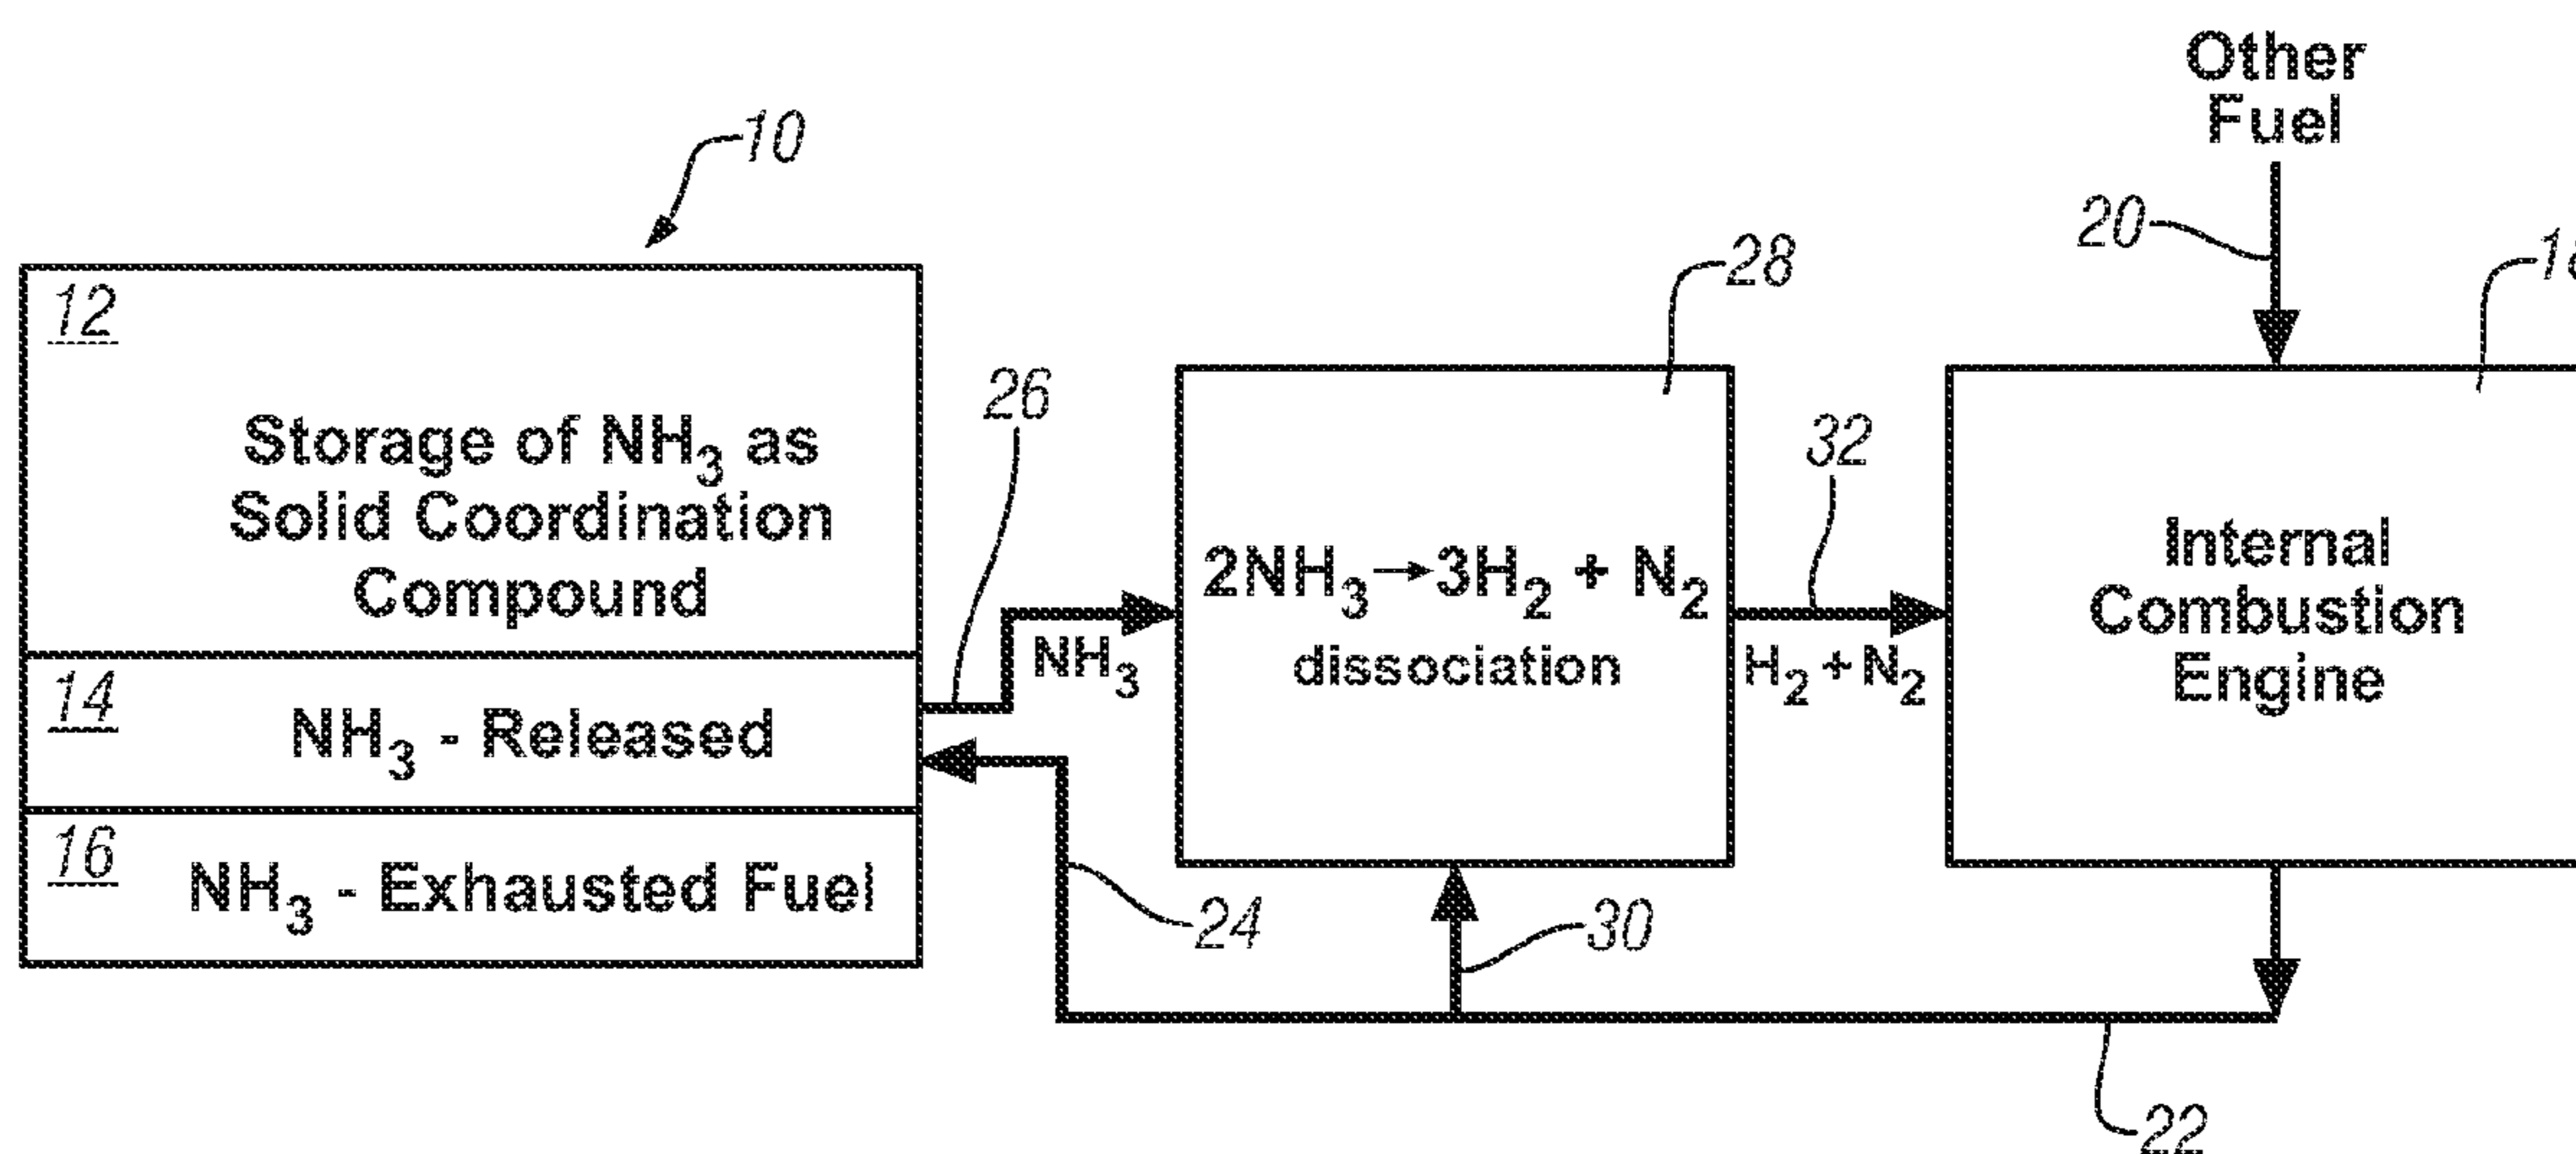 Other
Fuel
10
20
28
18
12
26
32
Storage of NH₃ as
Solid Coordination
Compound
2NH₃→3H₂ + N₂
dissociation
Internal
Combustion
Engine
NH₃
H₂ + N₂
14
NH₃ - Released
16
NH₃ - Exhausted Fuel
24
30
22